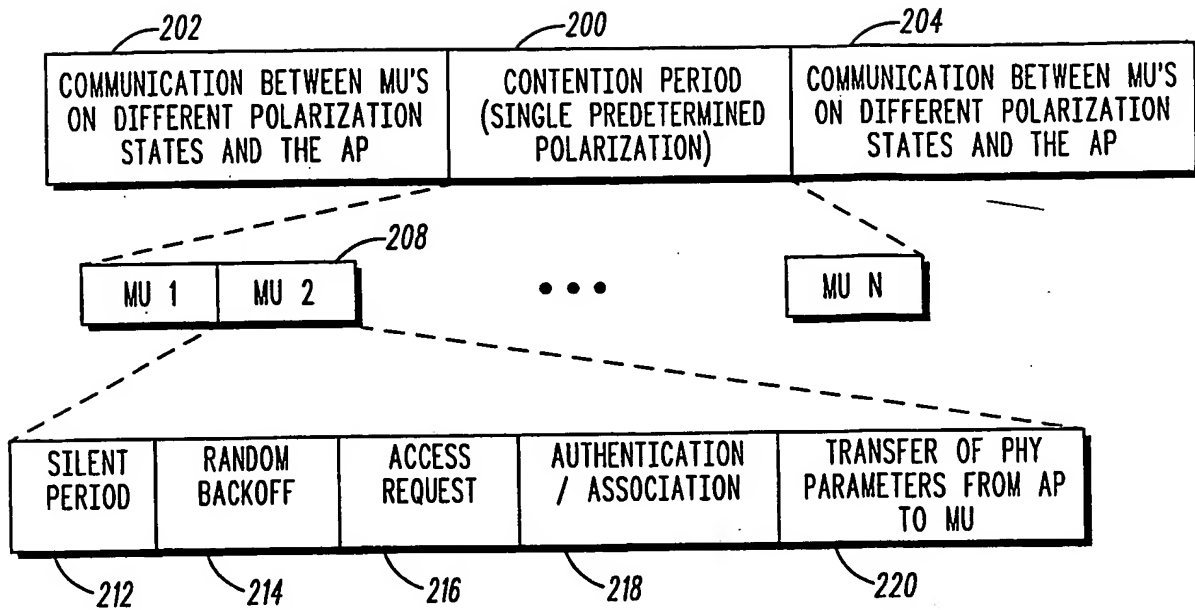 202
200
204
COMMUNICATION BETWEEN MU'S
ON DIFFERENT POLARIZATION
STATES AND THE AP
CONTENTION PERIOD
(SINGLE PREDETERMINED
POLARIZATION)
COMMUNICATION BETWEEN MU'S
ON DIFFERENT POLARIZATION
STATES AND THE AP
208
MU 1
MU 2
MU N
SILENT
PERIOD
RANDOM
BACKOFF
ACCESS
REQUEST
AUTHENTICATION
/ ASSOCIATION
TRANSFER OF PHY
PARAMETERS FROM AP
TO MU
212
214
216
218
220